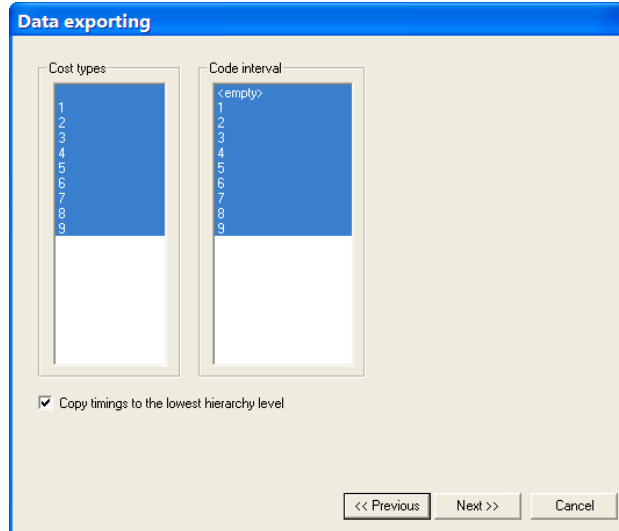 Data exporting
Cost types
1
2
3
4
5
6
7
8
9
Code interval
<empty>
1
2
3
4
5
6
7
8
9
Copy timings to the lowest hierarchy level
<< Previous
Next >>
Cancel